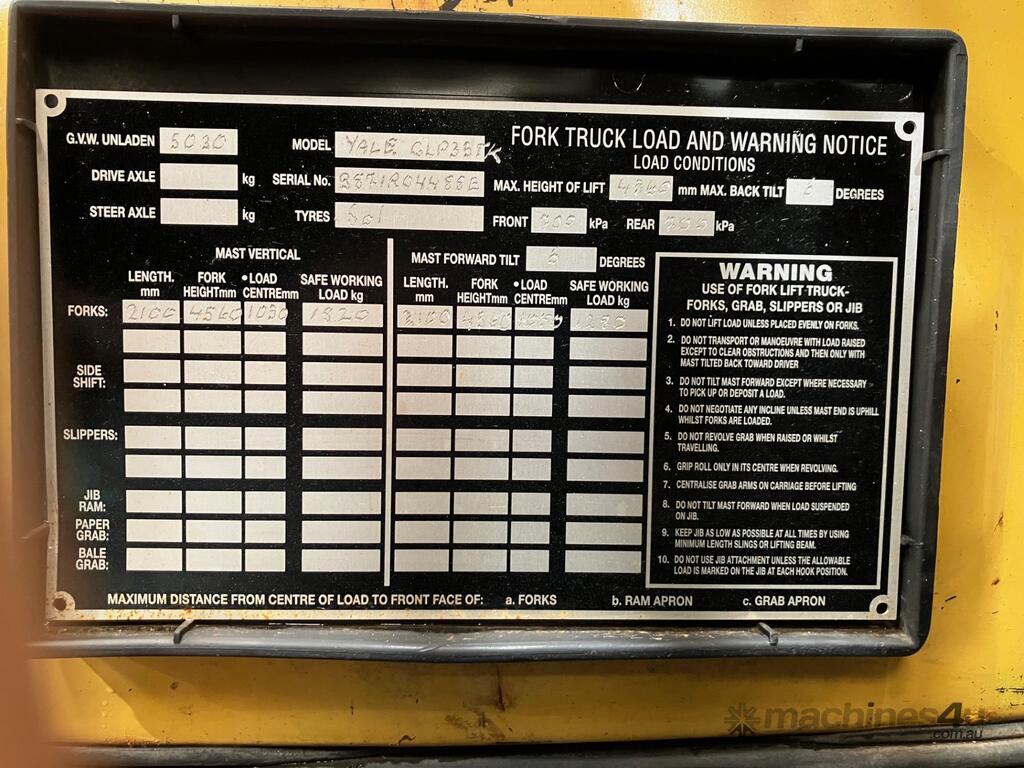 FORK TRUCK LOAD AND WARNING NOTICE
LOAD CONDITIONS
G.V.W. UNLADEN 5030 MODEL YALE GLP35TK
DRIVE AXLE kg SERIAL No. MAX. HEIGHT OF LIFT mm MAX. BACK TILT 6 DEGREES
STEER AXLE kg TYRES Sol FRONT kPa REAR kPa
MAST VERTICAL
MAST FORWARD TILT 6 DEGREES
LENGTH. mm FORK HEIGHTmm •LOAD CENTREmm SAFE WORKING LOAD kg LENGTH. mm FORK HEIGHTmm •LOAD CENTREmm SAFE WORKING LOAD kg
FORKS: 2100 4560 1030 1820 2100 4560 1280
SIDE SHIFT:
SLIPPERS:
JIB RAM:
PAPER GRAB:
BALE GRAB:
WARNING
USE OF FORK LIFT TRUCK-
FORKS, GRAB, SLIPPERS OR JIB
1. DO NOT LIFT LOAD UNLESS PLACED EVENLY ON FORKS.
2. DO NOT TRANSPORT OR MANOEUVRE WITH LOAD RAISED
EXCEPT TO CLEAR OBSTRUCTIONS AND THEN ONLY WITH
MAST TILTED BACK TOWARD DRIVER
3. DO NOT TILT MAST FORWARD EXCEPT WHERE NECESSARY
TO PICK UP OR DEPOSIT A LOAD.
4. DO NOT NEGOTIATE ANY INCLINE UNLESS MAST END IS UPHILL
WHILST FORKS ARE LOADED.
5. DO NOT REVOLVE GRAB WHEN RAISED OR WHILST
TRAVELLING.
6. GRIP ROLL ONLY IN ITS CENTRE WHEN REVOLVING.
7. CENTRALISE GRAB ARMS ON CARRIAGE BEFORE LIFTING
8. DO NOT TILT MAST FORWARD WHEN LOAD SUSPENDED
ON JIB.
9. KEEP JIB AS LOW AS POSSIBLE AT ALL TIMES BY USING
MINIMUM LENGTH SLINGS OR LIFTING BEAM.
10. DO NOT USE JIB ATTACHMENT UNLESS THE ALLOWABLE
LOAD IS MARKED ON THE JIB AT EACH HOOK POSITION.
MAXIMUM DISTANCE FROM CENTRE OF LOAD TO FRONT FACE OF: a. FORKS b. RAM APRON c. GRAB APRON
machines4u
.com.au